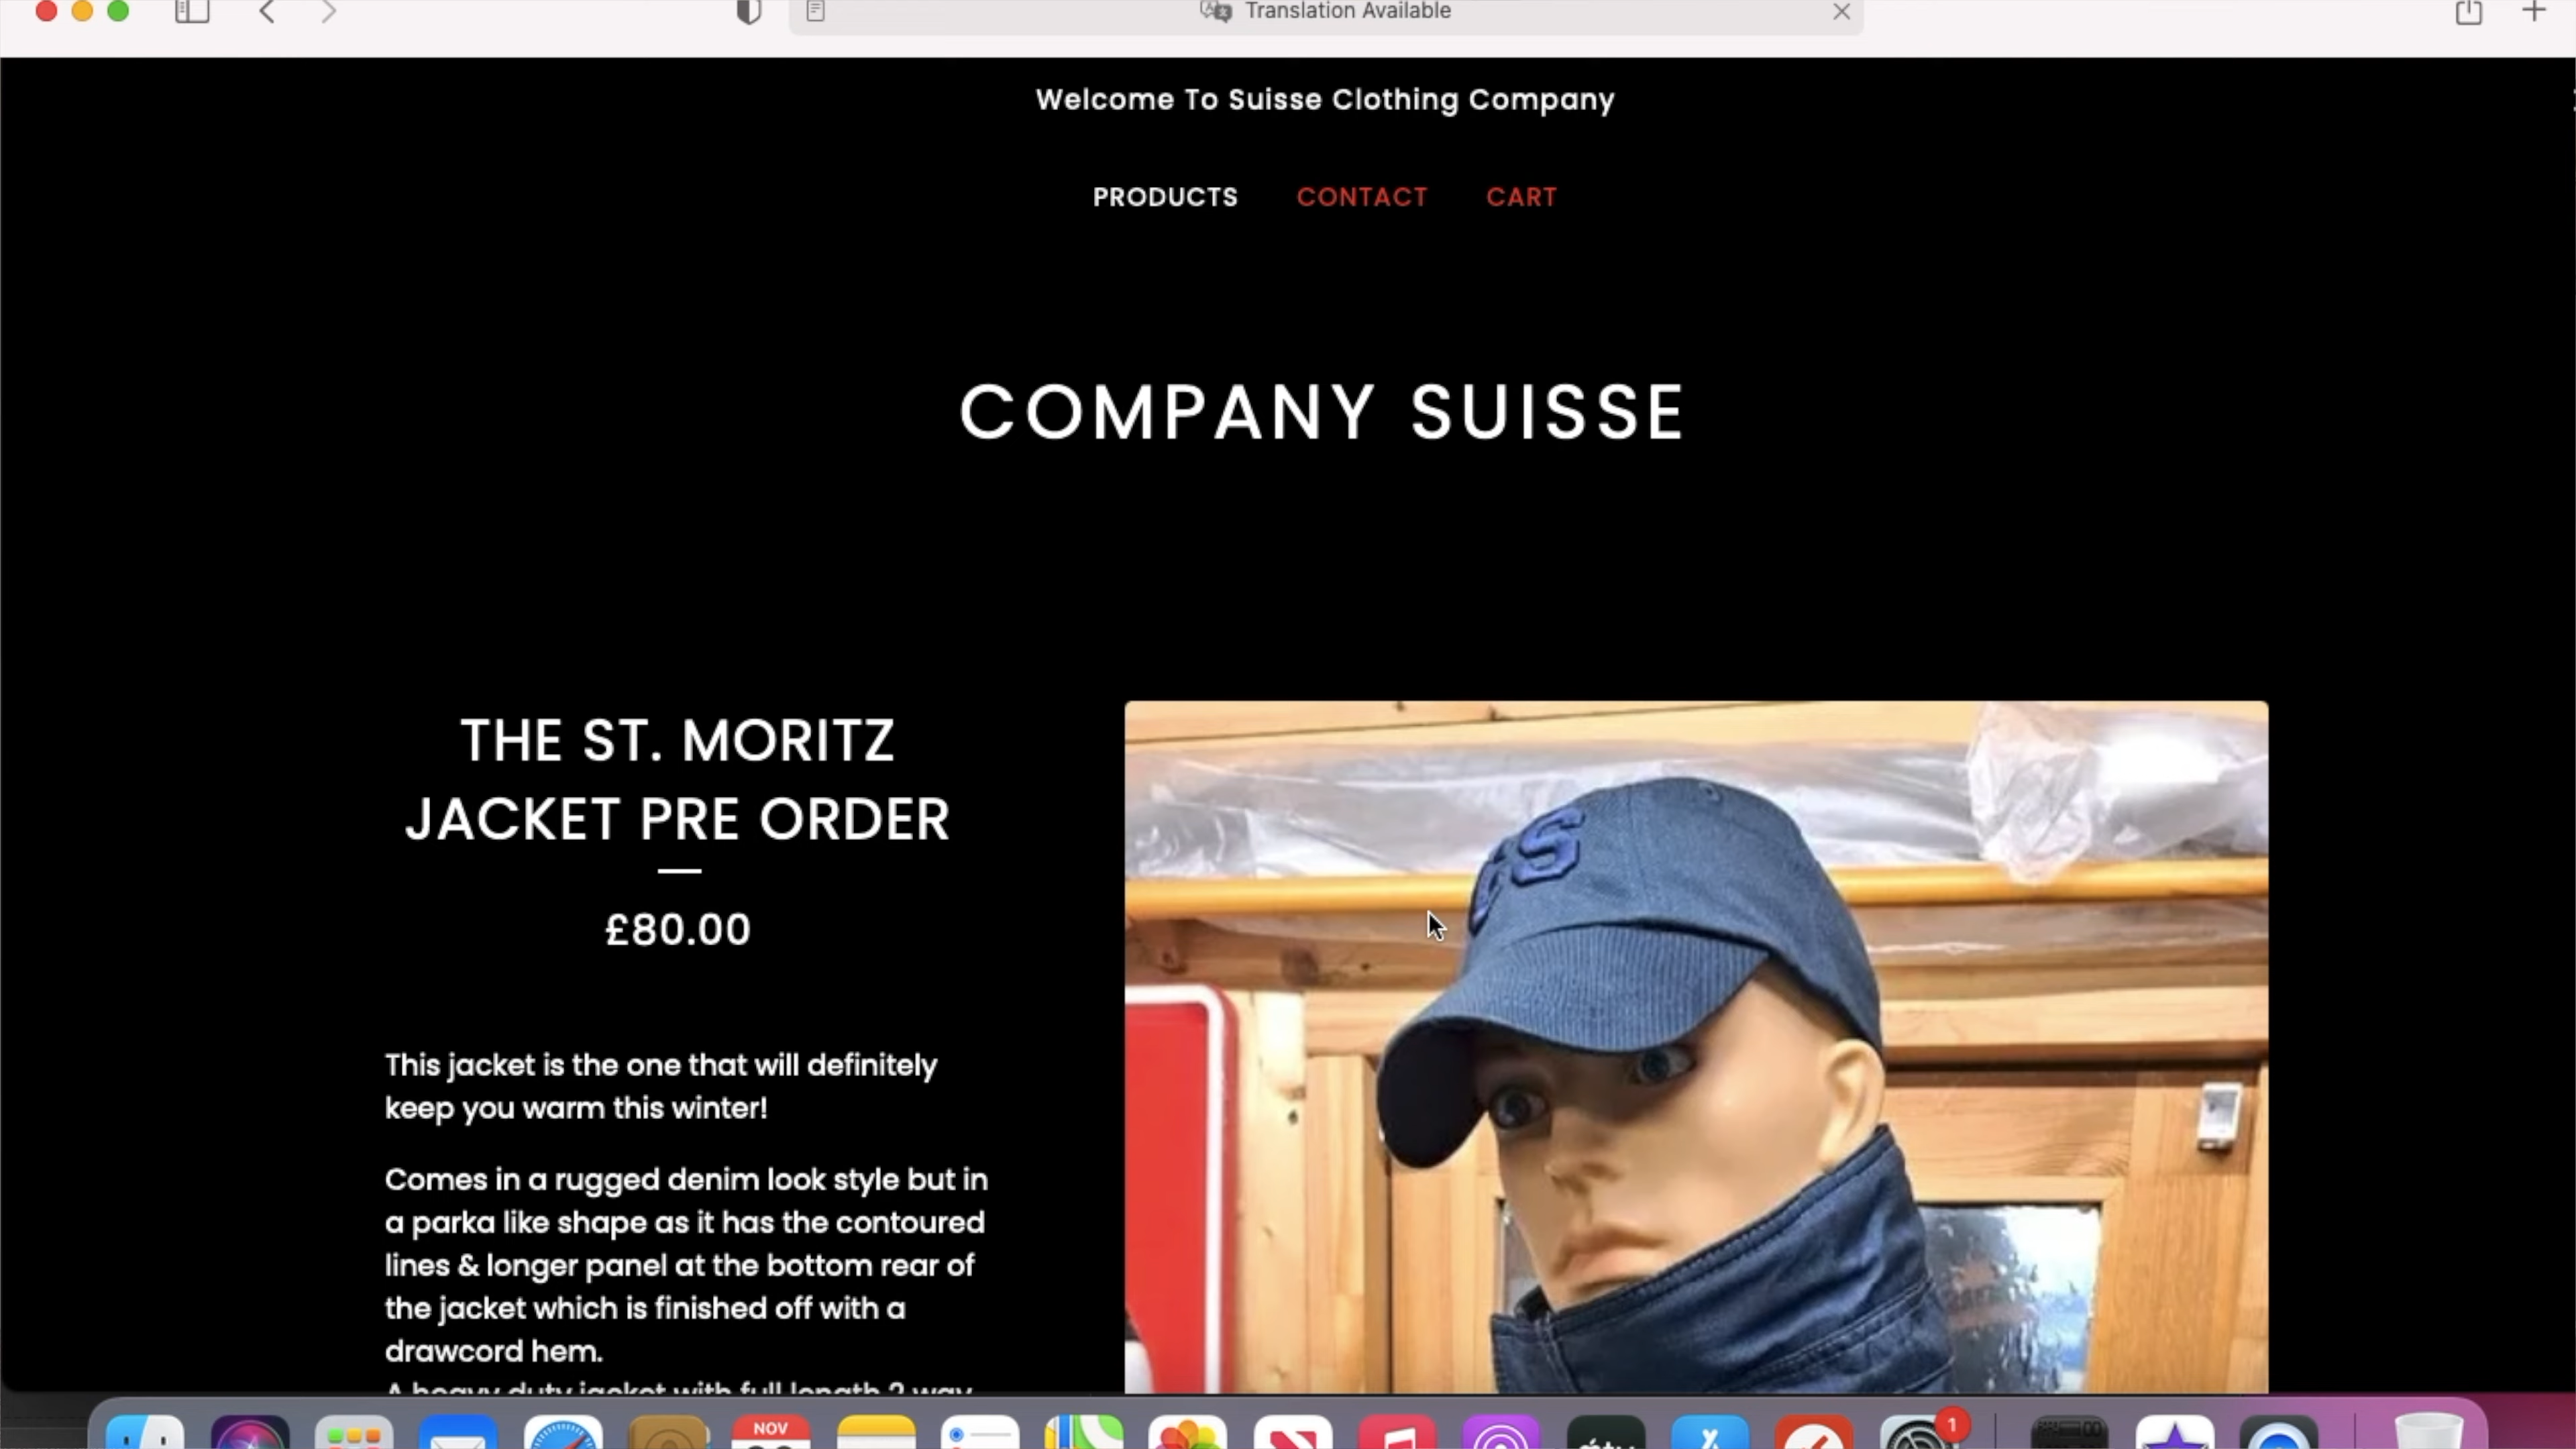 Translation Available
Welcome To Suisse Clothing Company
PRODUCTS CONTACT CART
COMPANY SUISSE
THE ST. MORITZ
JACKET PRE ORDER
£80.00
This jacket is the one that will definitely
keep you warm this winter!
Comes in a rugged denim look style but in
a parka like shape as it has the contoured
lines & longer panel at the bottom rear of
the jacket which is finished off with a
drawcord hem.
A heavy duty jacket with full length 2 way
CS
NOV
1